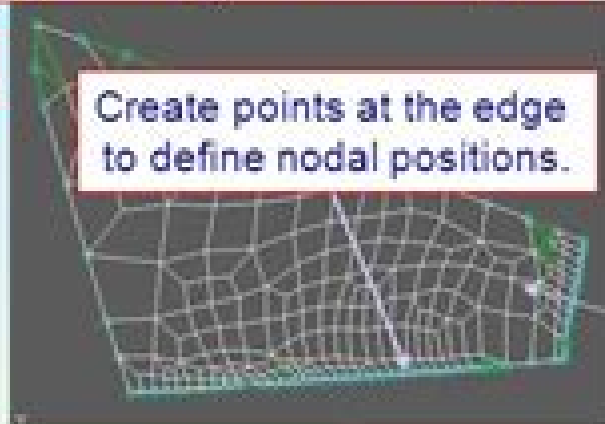 Create points at the edge
to define nodal positions.